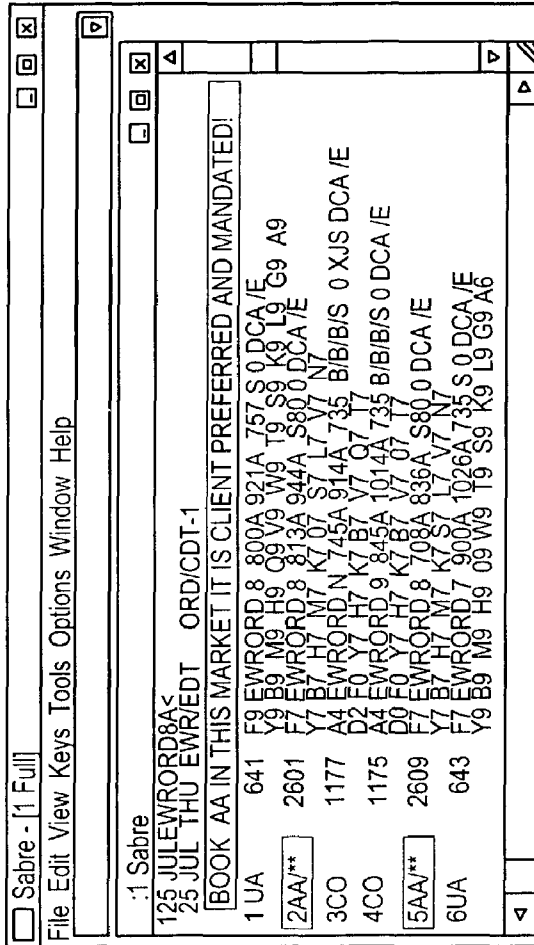 Sabre - [1 Full]
File Edit View Keys Tools Options Window Help
:1 Sabre
125 JULEWRORD8A<
25 JUL THU EWR/EDT ORD/CDT-1
BOOK AA IN THIS MARKET IT IS CLIENT PREFERRED AND MANDATED!
1 UA 641 F9 EWRORD 8 800A 921A 757 S 0 DCA /E
Y9 B9 M9 H9 Q9 V9 W9 T9 S9 K9 L9 G9 A9
2AA/** 2601 F7 EWRORD 8 813A 944A S80 0 DCA /E
Y7 B7 H7 M7 K7 07 S7 L7 V7 N7
3CO 1177 A4 EWRORD N 745A 914A 735 B/B/B/S 0 XJS DCA /E
D2 F0 Y7 H7 K7 B7 V7 Q7 T7
4CO 1175 A4 EWRORD 9 845A 1014A 735 B/B/B/S 0 DCA /E
D0 F0 Y7 H7 K7 B7 V7 07 T7
5AA/** 2609 F7 EWRORD 8 708A 836A S80 0 DCA /E
Y7 B7 H7 M7 K7 S7 L7 V7 N7
6UA 643 F7 EWRORD 7 900A 1026A 735 S 0 DCA /E
Y9 B9 M9 H9 09 W9 T9 S9 K9 L9 G9 A6